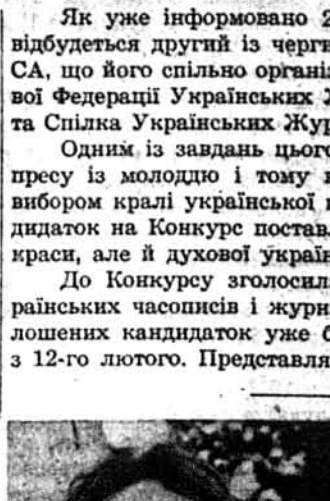 Як уже інформовано 2
відбудеться другий із черги
СА, що його спільно органі
вої Федерації Українських
та Спілка Українських Жур
Одним із завдань цього
пресу із молоддю і тому
вибором кралі української
дидаток на Конкурс постав
краси, але й духової україн
До Конкурсу зголосил
раїнських часописів і журн
лошених кандидаток уже б
з 12-го лютого. Представля